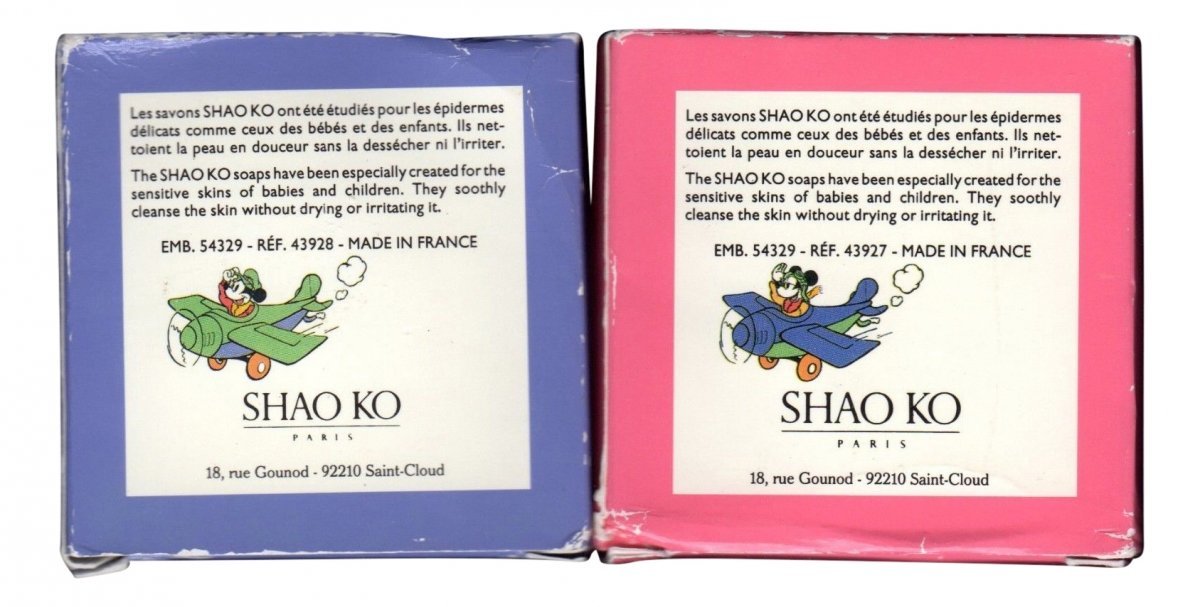 Les savons SHAO KO ont été étudiés pour les épidermes
délicats comme ceux des bébés et des enfants. Ils net-
toient la peau en douceur sans la dessécher ni l'irriter.
The SHAO KO soaps have been especially created for the
sensitive skins of babies and children. They soothly
cleanse the skin without drying or irritating it.
EMB. 54329 - RÉF. 43928 - MADE IN FRANCE
SHAO KO
PARIS
18, rue Gounod - 92210 Saint-Cloud
Les savons SHAO KO ont été étudiés pour les épidermes
délicats comme ceux des bébés et des enfants. Ils net-
toient la peau en douceur sans la dessécher ni l'irriter.
The SHAO KO soaps have been especially created for the
sensitive skins of babies and children. They soothly
cleanse the skin without drying or irritating it.
EMB. 54329 - RÉF. 43927 - MADE IN FRANCE
SHAO KO
PARIS
18, rue Gounod - 92210 Saint-Cloud